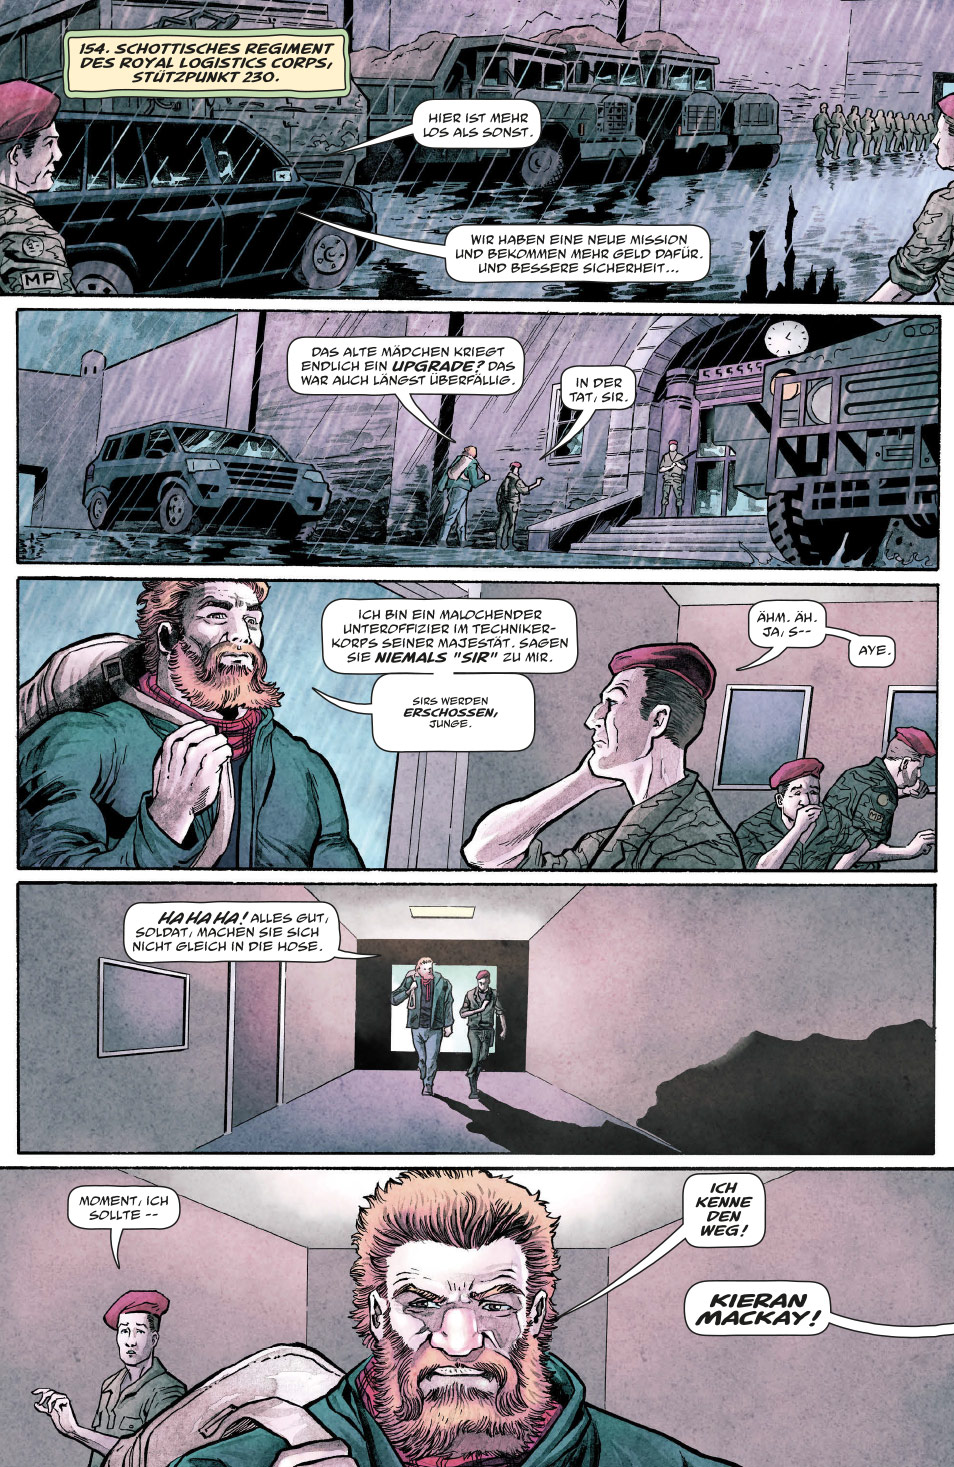 154. SCHOTTISCHES REGIMENT
DES ROYAL LOGISTICS CORPS,
STÜTZPUNKT 230.
HIER IST MEHR
LOS ALS SONST.
WIR HABEN EINE NEUE MISSION
UND BEKOMMEN MEHR GELD DAFÜR.
UND BESSERE SICHERHEIT...
MP
DAS ALTE MÄDCHEN KRIEGT
ENDLICH EIN UPGRADE? DAS
WAR AUCH LÄNGST ÜBERFÄLLIG.
IN DER
TAT, SIR.
ICH BIN EIN MALOCHENDER
UNTEROFFIZIER IM TECHNIKER-
KORPS SEINER MAJESTÄT. SAGEN
SIE NIEMALS "SIR" ZU MIR.
SIRS WERDEN
ERSCHOSSEN,
JUNGE.
ÄHM. ÄH.
JA, S--
AYE.
MP
HA HA HA! ALLES GUT,
SOLDAT, MACHEN SIE SICH
NICHT GLEICH IN DIE HOSE.
MOMENT, ICH
SOLLTE --
ICH
KENNE
DEN
WEG!
KIERAN
MACKAY!